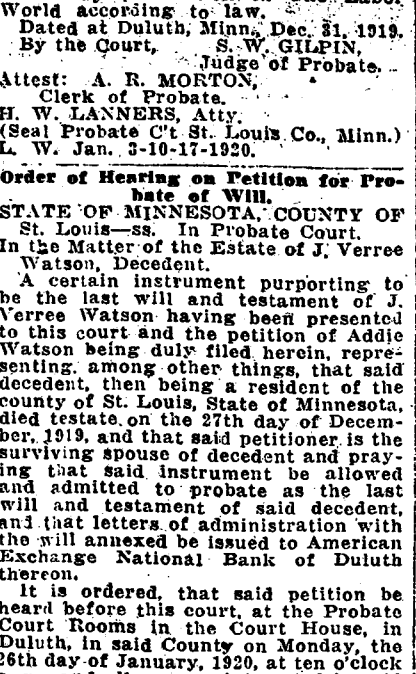 World according to law.
Dated at Duluth, Minn., Dec. 31, 1919.
By the Court,     S. W. GILPIN,
Judge of Probate.
Attest:  A. R. MORTON,
Clerk of Probate.
H. W. LANNERS, Atty.
(Seal Probate C't St. Louis Co., Minn.)
L. W. Jan. 3-10-17-1920.
Order of Hearing on Petition for Pro-
bate of Will.
STATE OF MINNESOTA, COUNTY OF
St. Louis—ss. In Probate Court.
In the Matter of the Estate of J. Verree
Watson, Decedent.
A certain instrument purporting to
be the last will and testament of J.
Verree Watson having been presented
to this court and the petition of Addie
Watson being duly filed herein, repre-
senting, among other things, that said
decedent, then being a resident of the
county of St. Louis, State of Minnesota,
died testate on the 27th day of Decem-
ber, 1919, and that said petitioner is the
surviving spouse of decedent and pray-
ing that said instrument be allowed
and admitted to probate as the last
will and testament of said decedent,
and that letters of administration with
the will annexed be issued to American
Exchange National Bank of Duluth
thereon.
It is ordered, that said petition be
heard before this court, at the Probate
Court Rooms in the Court House, in
Duluth, in said County on Monday, the
26th day of January, 1920, at ten o'clock